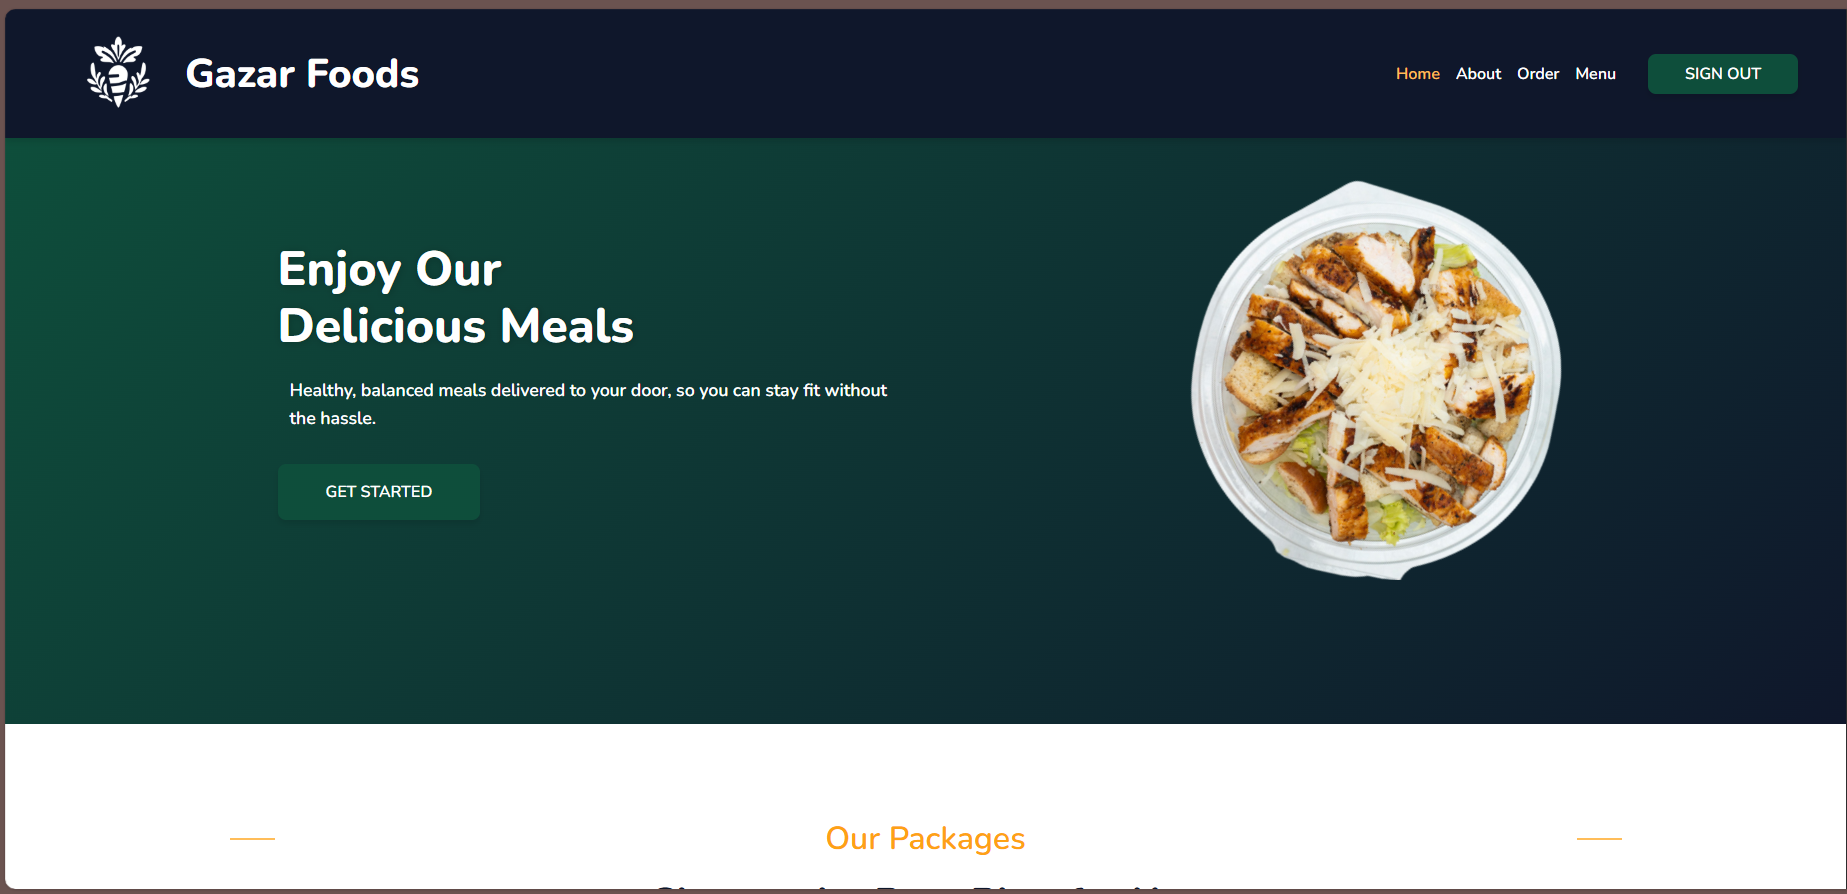 Gazar Foods
Home About Order Menu SIGN OUT
Enjoy Our
Delicious Meals
Healthy, balanced meals delivered to your door, so you can stay fit without
the hassle.
GET STARTED
Our Packages